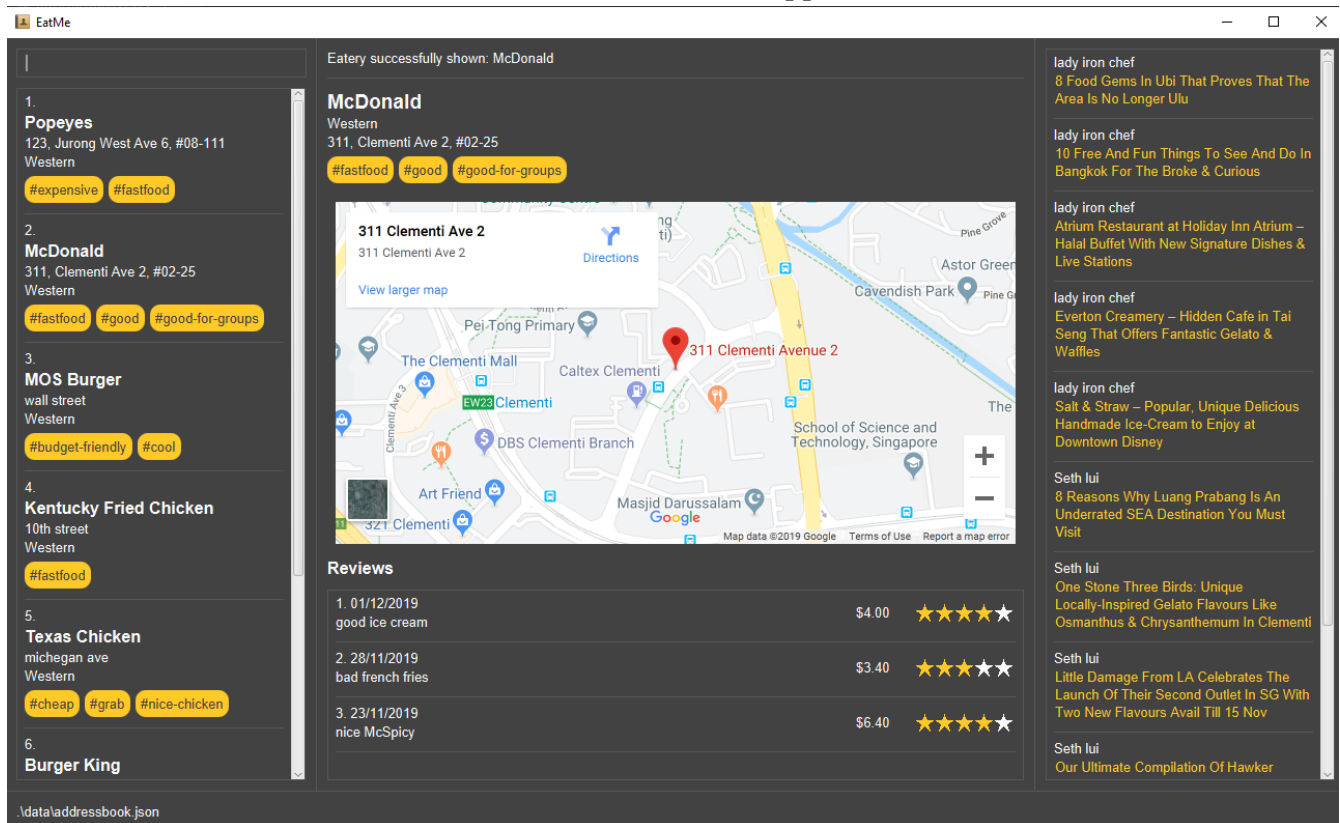 EatMe
1.
Popeyes
123, Jurong West Ave 6, #08-111
Western
#expensive #fastfood
2.
McDonald
311, Clementi Ave 2, #02-25
Western
#fastfood #good #good-for-groups
3.
MOS Burger
wall street
Western
#budget-friendly #cool
4.
Kentucky Fried Chicken
10th street
Western
#fastfood
5.
Texas Chicken
michegan ave
Western
#cheap #grab #nice-chicken
6.
Burger King
Eatery successfully shown: McDonald
McDonald
Western
311, Clementi Ave 2, #02-25
#fastfood #good #good-for-groups
311 Clementi Ave 2
311 Clementi Ave 2
Directions
View larger map
Pine Grove
Astor Green
Cavendish Park
Pine Gr
Pei Tong Primary
The Clementi Mall
311 Clementi Avenue 2
Caltex Clementi
Clementi Ave 3
EW23 Clementi
The
DBS Clementi Branch
School of Science and
Technology, Singapore
Art Friend
Masjid Darussalam
321 Clementi
Google
Map data ©2019 Google Terms of Use Report a map error
Reviews
1. 01/12/2019
good ice cream
$4.00
2. 28/11/2019
bad french fries
$3.40
3. 23/11/2019
nice McSpicy
$6.40
lady iron chef
8 Food Gems In Ubi That Proves That The
Area Is No Longer Ulu
lady iron chef
10 Free And Fun Things To See And Do In
Bangkok For The Broke & Curious
lady iron chef
Atrium Restaurant at Holiday Inn Atrium –
Halal Buffet With New Signature Dishes &
Live Stations
lady iron chef
Everton Creamery – Hidden Cafe in Tai
Seng That Offers Fantastic Gelato &
Waffles
lady iron chef
Salt & Straw – Popular, Unique Delicious
Handmade Ice-Cream to Enjoy at
Downtown Disney
Seth lui
8 Reasons Why Luang Prabang Is An
Underrated SEA Destination You Must
Visit
Seth lui
One Stone Three Birds: Unique
Locally-Inspired Gelato Flavours Like
Osmanthus & Chrysanthemum In Clementi
Seth lui
Little Damage From LA Celebrates The
Launch Of Their Second Outlet In SG With
Two New Flavours Avail Till 15 Nov
Seth lui
Our Ultimate Compilation Of Hawker
.\data\addressbook.json